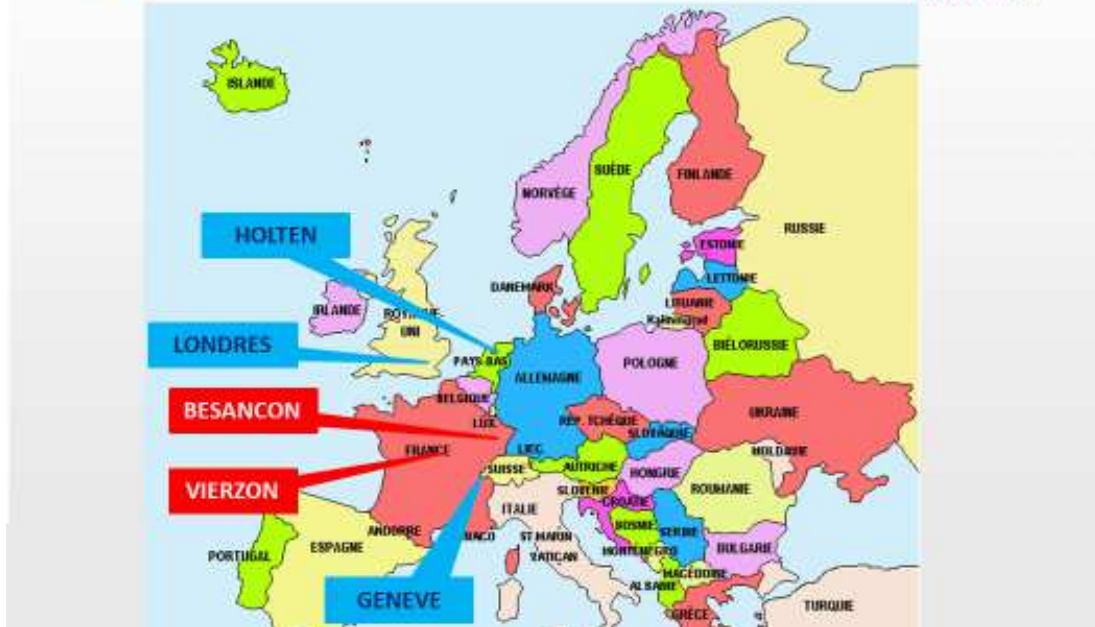 ISLANDE
SUÈDE
FINLANDE
NORVÈGE
RUSSIE
HOLTEN
ESTONIE
LETTONIE
DANEMARK
LITUANIE
IRLANDE
ROYAUME-
UNI
Kaliningrad
LONDRES
BIÉLORUSSIE
PAYS-BAS
POLOGNE
ALLEMAGNE
BELGIQUE
BESANCON
UKRAINE
LUX.
RÉP. TCHÈQUE
SLOVAQUIE
FRANCE
LIEC
MOLDAVIE
SUISSE
AUTRICHE
HONGRIE
VIERZON
ROUMANIE
SLOVÉNIE
CROATIE
ITALIE
BOSNIE
ANDORRE
SERBIE
ST MARIN
ESPAGNE
PORTUGAL
VATICAN
MONTENEGRO
BULGARIE
MACÉDOINE
ALBANIE
GENEVE
GRÈCE
TURQUIE